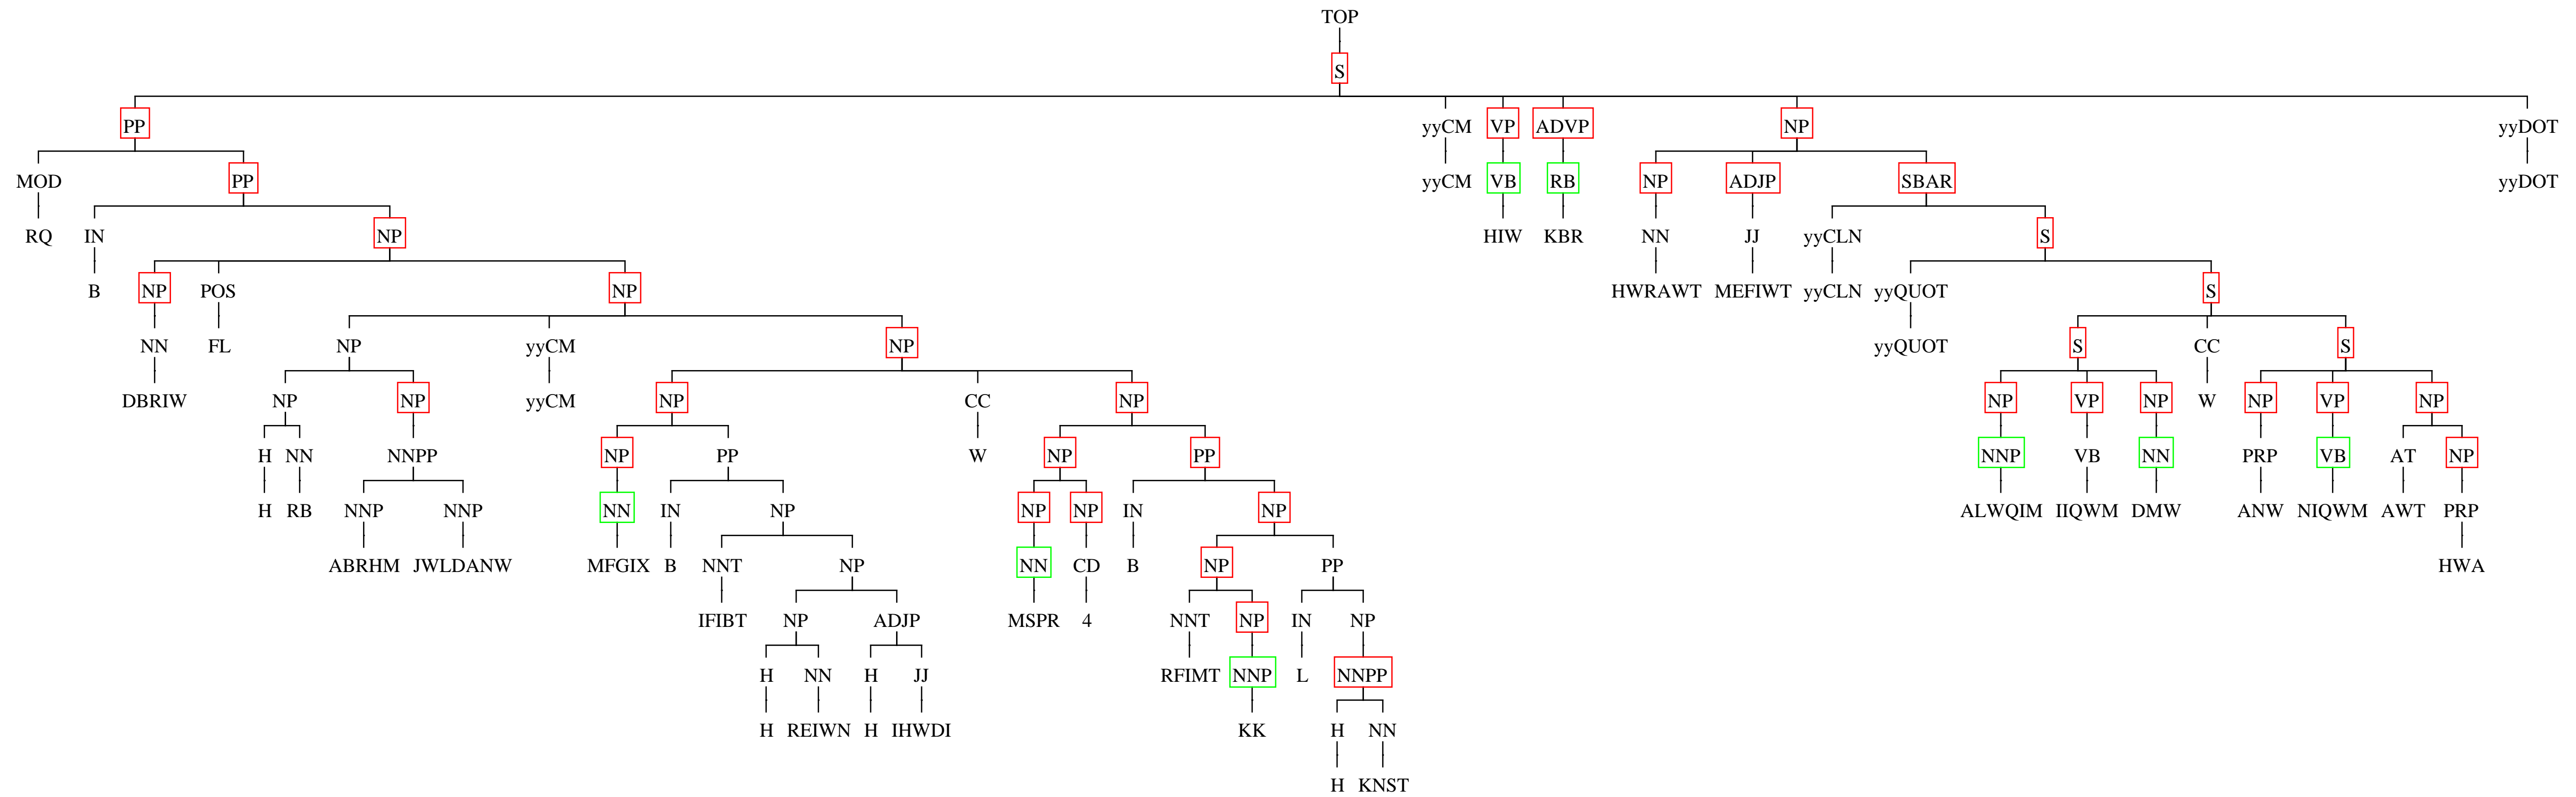 TOP
S
PP yyCM VP ADVP NP yyDOT
MOD PP yyCM VB RB NP ADJP SBAR yyDOT
RQ IN NP HIW KBR NN JJ yyCLN S
B NP POS NP HWRAWT MEFIWT yyCLN yyQUOT S
NN FL NP yyCM NP yyQUOT S CC S
DBRIW NP NP yyCM NP CC NP NP VP NP W NP VP NP
H NN NNPP NP PP W NP PP NNP VB NN PRP VB AT NP
H RB NNP NNP NN IN NP NP NP IN NP ALWQIM IIQWM DMW ANW NIQWM AWT PRP
ABRHM JWLDANW MFGIX B NNT NP NN CD B NP PP HWA
IFIBT NP ADJP MSPR 4 NNT NP IN NP
H NN H JJ RFIMT NNP L NNPP
H REIWN H IHWDI KK H NN
H KNST